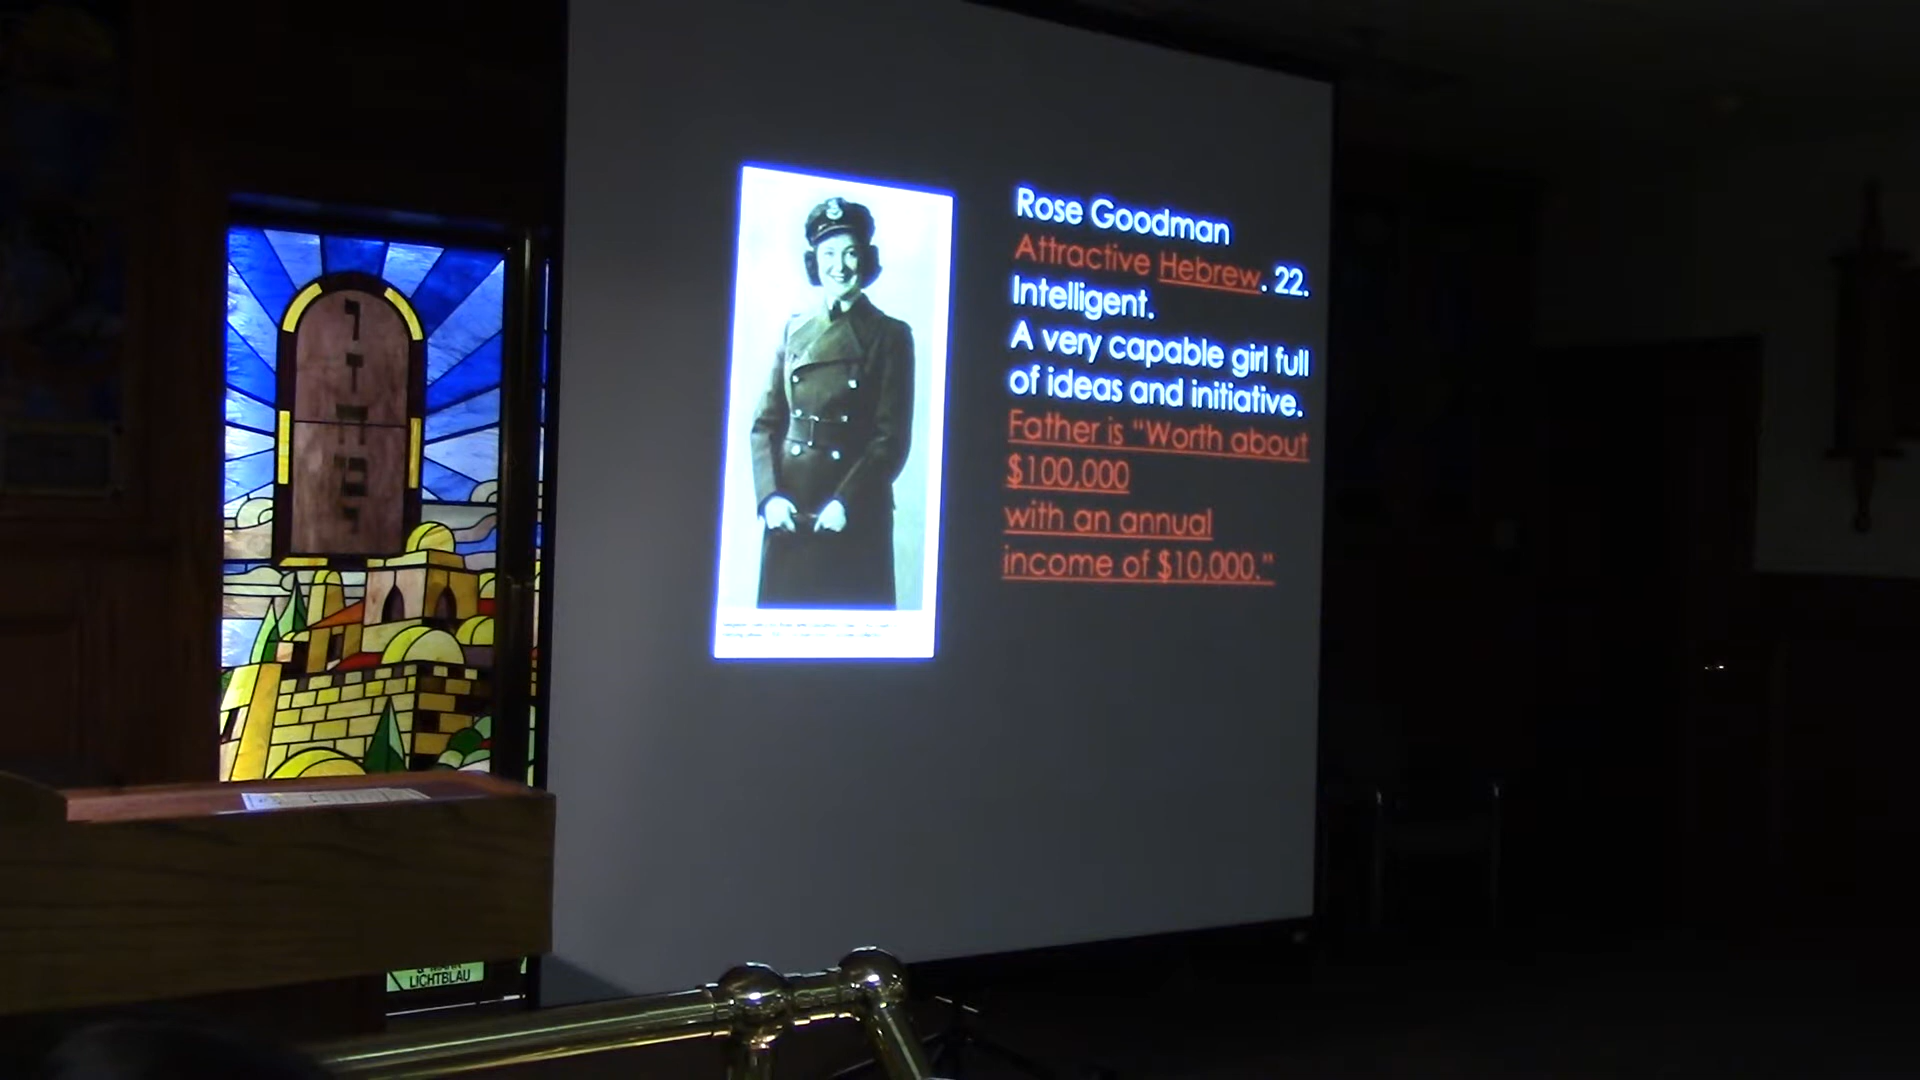 Rose Goodman
Attractive Hebrew. 22.
Intelligent.
A very capable girl full
of ideas and initiative.
Father is “Worth about
$100,000
with an annual
income of $10,000.”
LICHTBLAU